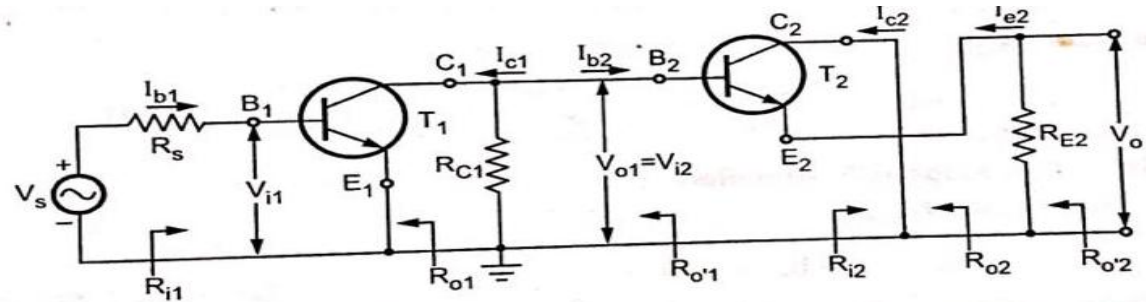 C2 Ic2 Ie2
C1 Ic1 Ib2 B2 T2
Ib1 B1 T1
Rs RC1 E2 RE2 Vo
+ Vi1 E1 Vo1=Vi2
Vs
−
Ri1 Ro1 Ro'1 Ri2 Ro2 Ro'2